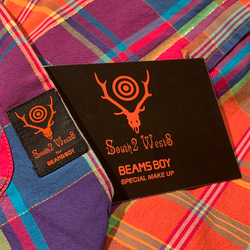 South2 West8
for
BEAMS BOY
South2 West8
BEAMS BOY
SPECIAL MAKE UP